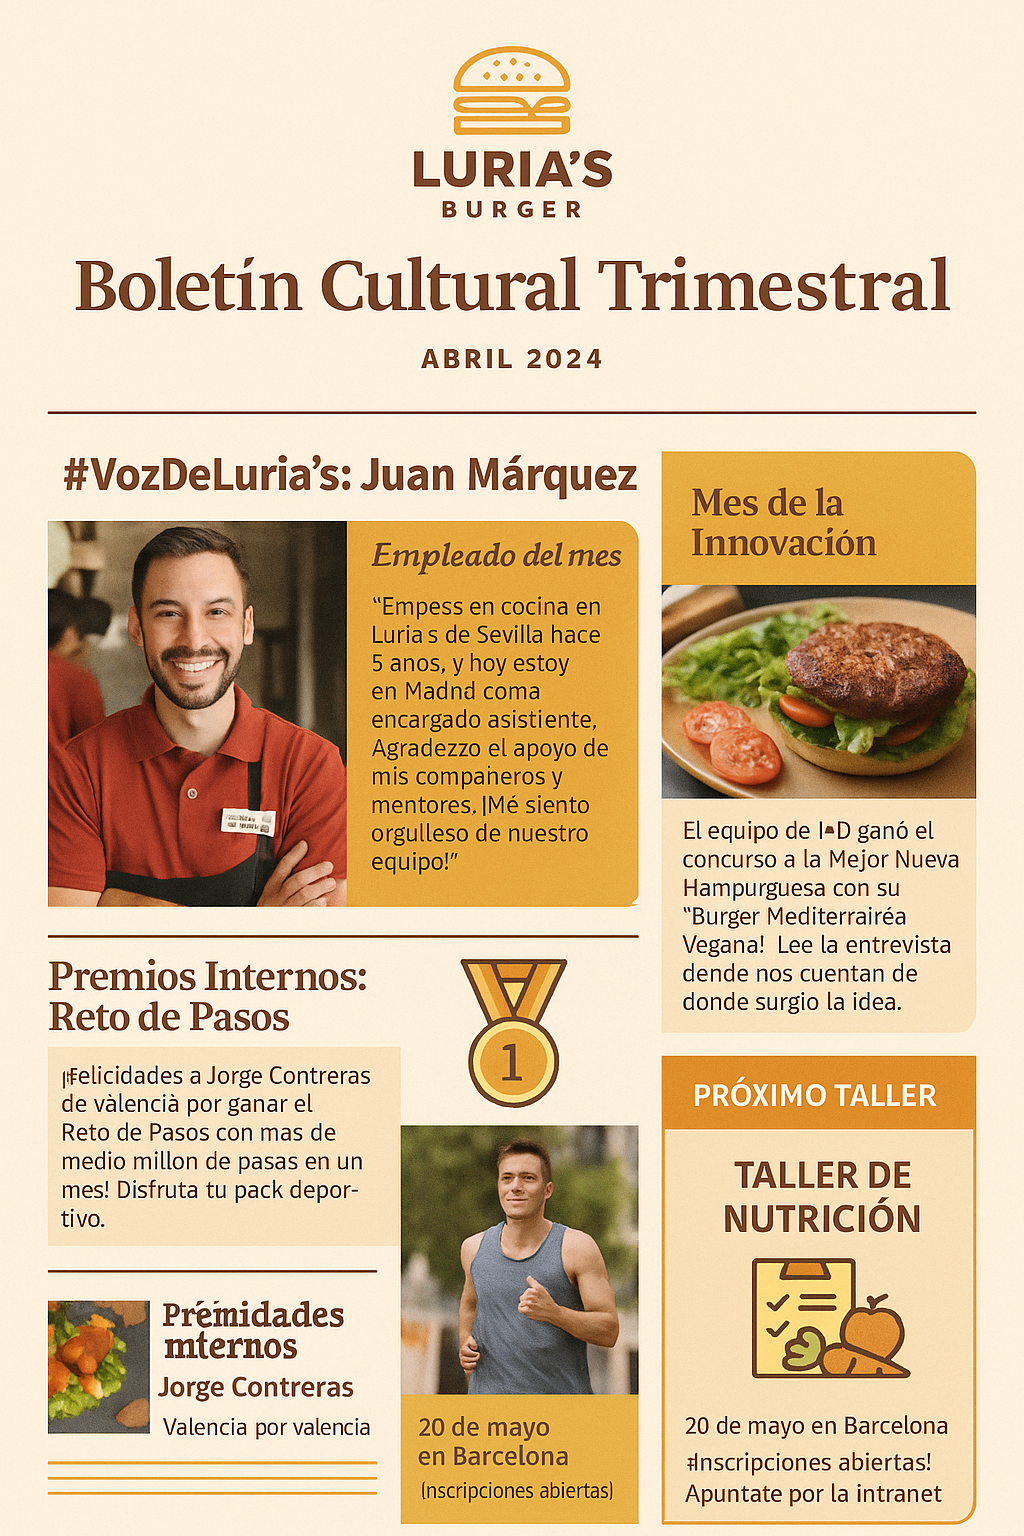 LURIA'S
BURGER
Boletín Cultural Trimestral
ABRIL 2024
#VozDeLuria's: Juan Márquez
Empleado del mes
“Empess en cocina en
Luria s de Sevilla hace
5 anos, y hoy estoy
en Madnd coma
encargado asistiente,
Agradezzo el apoyo de
mis compañeros y
mentores. ¡Mé siento
orgulleso de nuestro
equipo!”
Mes de la
Innovación
El equipo de I+D ganó el
concurso a la Mejor Nueva
Hampurguesa con su
“Burger Mediterrairéa
Vegana! Lee la entrevista
dende nos cuentan de
donde surgio la idea.
Premios Internos:
Reto de Pasos
1
¡Felicidades a Jorge Contreras
de vàlencià por ganar el
Reto de Pasos con mas de
medio millon de pasas en un
mes! Disfruta tu pack depor-
tivo.
Prémidades
mternos
Jorge Contreras
Valencia por valencia
20 de mayo
en Barcelona
(nscripciones abiertas)
PRÓXIMO TALLER
TALLER DE
NUTRICIÓN
20 de mayo en Barcelona
Inscripciones abiertas!
Apuntate por la intranet